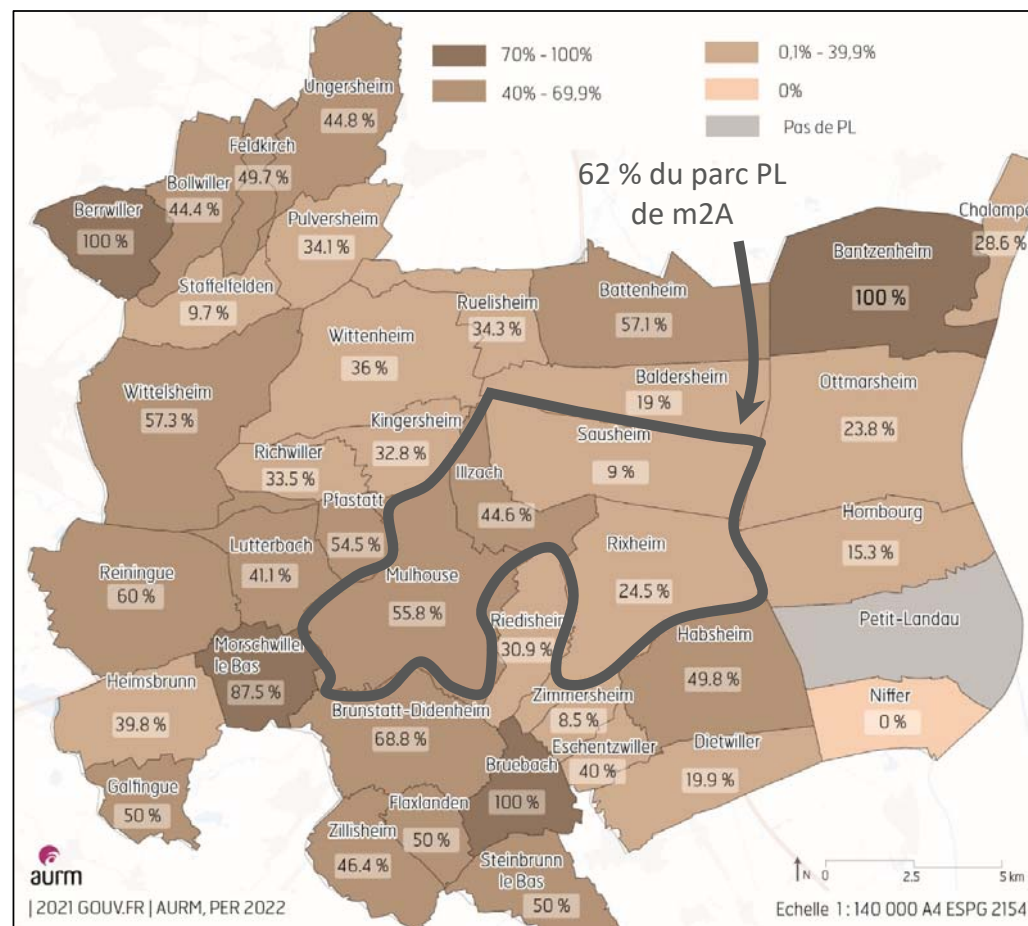 70% - 100%
40% - 69,9%
0,1% - 39,9%
0%
Pas de PL
62 % du parc PL
de m2A
Ungersheim
44.8 %
Feldkirch
49.7 %
Bollwiller
44.4 %
Berrwiller
100 %
Pulversheim
34.1 %
Staffelfelden
9.7 %
Ruelisheim
34.3 %
Battenheim
57.1 %
Bantzenheim
100 %
Chalampé
28.6 %
Wittenheim
36 %
Wittelsheim
57.3 %
Baldersheim
19 %
Ottmarsheim
23.8 %
Kingersheim
32.8 %
Sausheim
9 %
Richwiller
33.5 %
Illzach
44.6 %
Pfastatt
54.5 %
Hombourg
15.3 %
Lutterbach
41.1 %
Reiningue
60 %
Mulhouse
55.8 %
Rixheim
24.5 %
Riedisheim
30.9 %
Petit-Landau
Habsheim
49.8 %
Morschwiller
le Bas
87.5 %
Heimsbrunn
39.8 %
Niffer
0 %
Zimmersheim
8.5 %
Brunstatt-Didenheim
68.8 %
Eschentzwiller
40 %
Dietwiller
19.9 %
Bruebach
100 %
Galfingue
50 %
Flaxlanden
50 %
Zillisheim
46.4 %
Steinbrunn
le Bas
50 %
aurm
| 2021 GOUV.FR | AURM, PER 2022
N
0 2.5 5 km
Echelle 1:140 000 A4 ESPG 2154